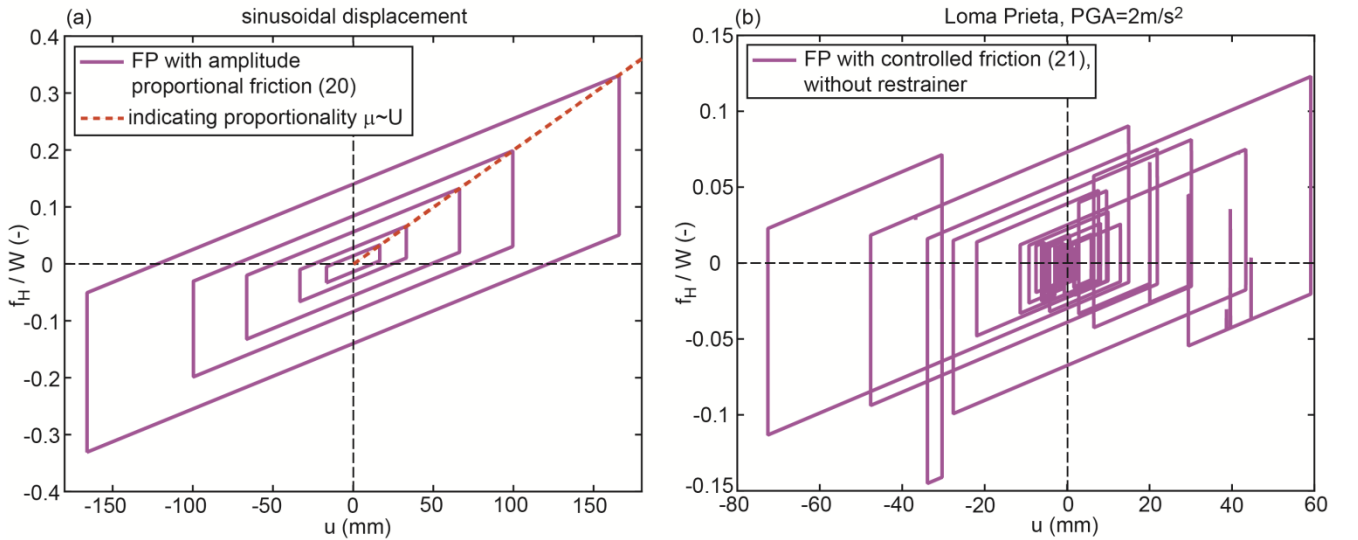 (a)
sinusoidal displacement
FP with amplitude
proportional friction (20)
indicating proportionality μ~U
0.4
0.3
0.2
0.1
0
-0.1
-0.2
-0.3
-0.4
f_H / W (-)
-150
-100
-50
0
50
100
150
u (mm)
(b)
Loma Prieta, PGA=2m/s²
FP with controlled friction (21),
without restrainer
0.15
0.1
0.05
0
-0.05
-0.1
-0.15
f_H / W (-)
-80
-60
-40
-20
0
20
40
60
u (mm)